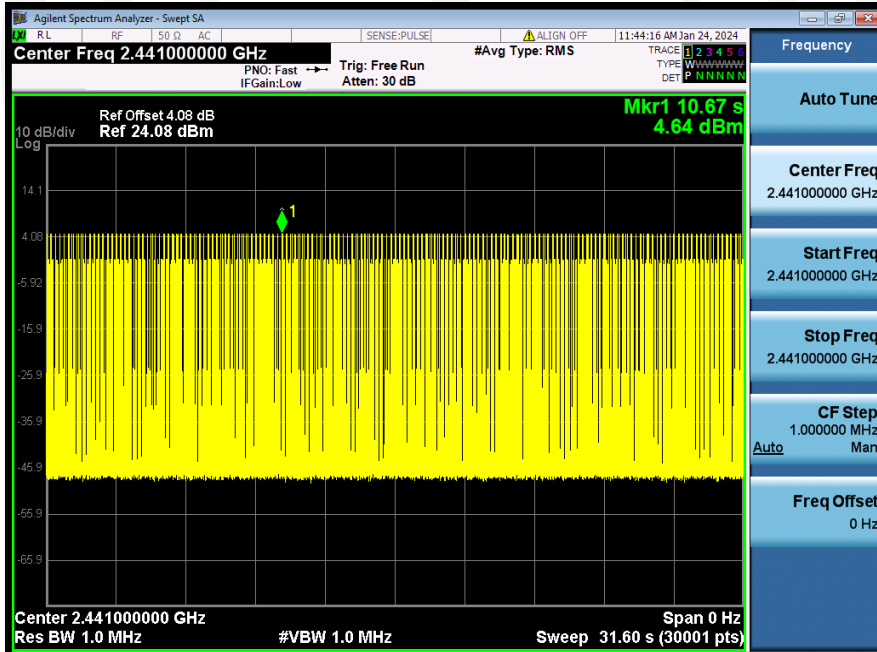 Agilent Spectrum Analyzer - Swept SA
LXI RL RF 50 Ω AC SENSE:PULSE ALIGN OFF 11:44:16 AM Jan 24, 2024
Center Freq 2.441000000 GHz
#Avg Type: RMS
TRACE 1 2 3 4 5 6
PNO: Fast
Trig: Free Run
TYPE WWWWWW
IFGain:Low
Atten: 30 dB
DET P N N N N N
Mkr1 10.67 s
Ref Offset 4.08 dB
10 dB/div Ref 24.08 dBm
4.64 dBm
Log
14.1
1
4.08
-5.92
-15.9
-25.9
-35.9
-45.9
-55.9
-65.9
Center 2.441000000 GHz
Span 0 Hz
Res BW 1.0 MHz
#VBW 1.0 MHz
Sweep 31.60 s (30001 pts)
Frequency
Auto Tune
Center Freq
2.441000000 GHz
Start Freq
2.441000000 GHz
Stop Freq
2.441000000 GHz
CF Step
1.000000 MHz
Auto Man
Freq Offset
0 Hz